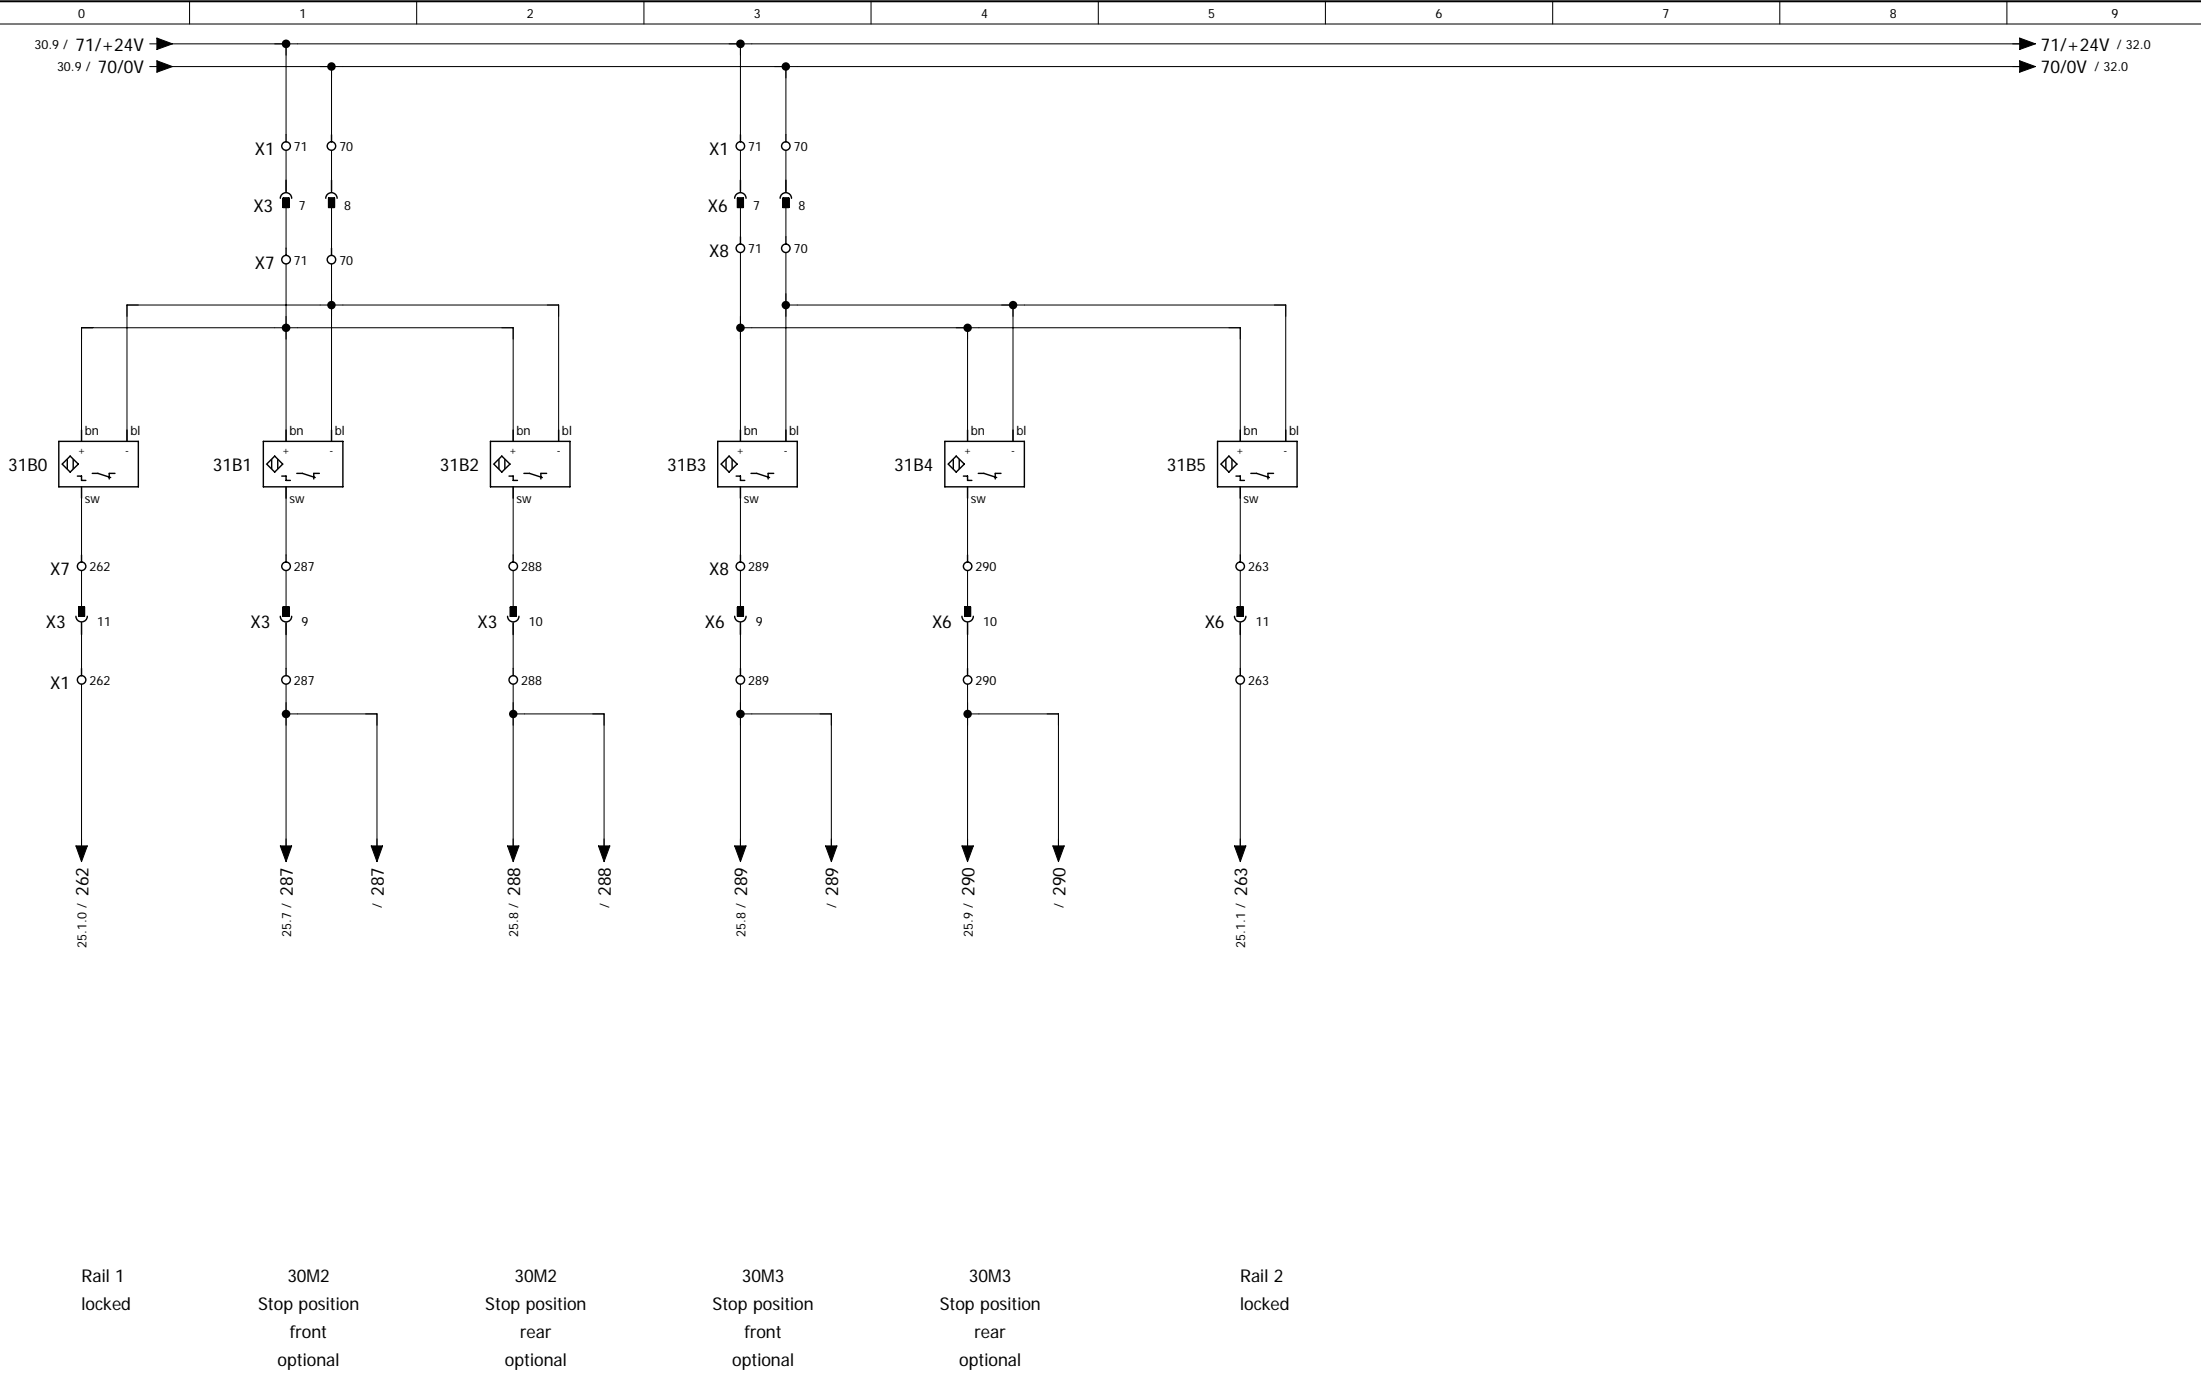 0 1 2 3 4 5 6 7 8 9
30.9 / 71/+24V 71/+24V / 32.0
30.9 / 70/0V 70/0V / 32.0
X1 71 70 X1 71 70
X3 7 8 X6 7 8
X8 71 70
X7 71 70
bn bl bn bl bn bl bn bl bn bl bn bl
+ - + - + - + - + - + -
31B0 31B1 31B2 31B3 31B4 31B5
sw sw sw sw sw sw
X7 262 287 288 X8 289 290 263
X3 11 X3 9 X3 10 X6 9 X6 10 X6 11
X1 262 287 288 289 290 263
25.1.0 / 262
25.7 / 287
/ 287
25.8 / 288
/ 288
25.8 / 289
/ 289
25.9 / 290
/ 290
25.1.1 / 263
Rail 1
locked
30M2
Stop position
front
optional
30M2
Stop position
rear
optional
30M3
Stop position
front
optional
30M3
Stop position
rear
optional
Rail 2
locked